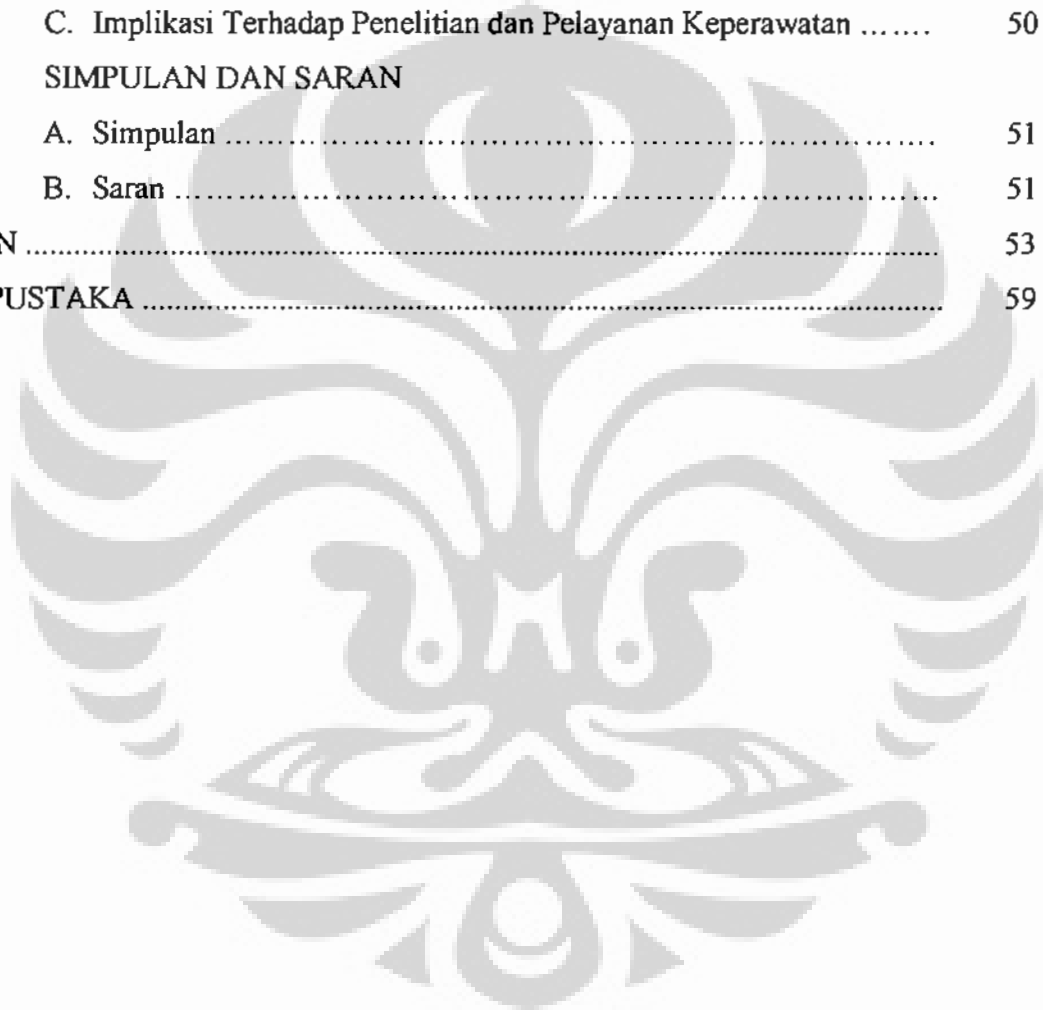 C. Implikasi Terhadap Penelitian dan Pelayanan Keperawatan ....... 50
SIMPULAN DAN SARAN
A. Simpulan ........................................................................ 51
B. Saran ............................................................................. 51
N ........................................................................................ 53
PUSTAKA ............................................................................ 59